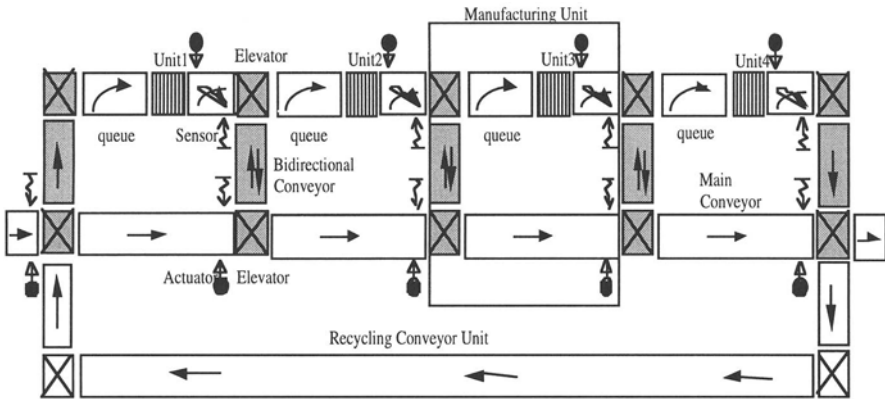 Manufacturing Unit
Unit1
Elevator
Unit2
Unit3
Unit4
queue
Sensor
queue
queue
queue
Bidirectional
Conveyor
Main
Conveyor
Actuator
Elevator
Recycling Conveyor Unit